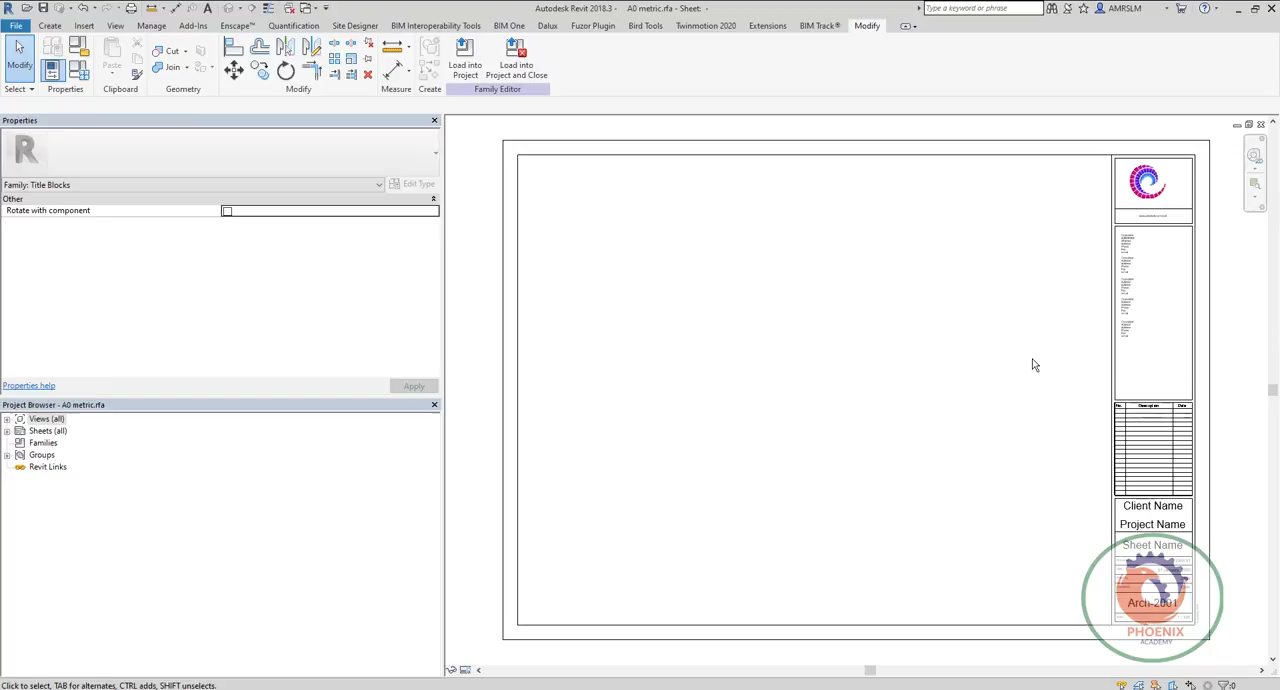 Autodesk Revit 2018.3 - A0 metric.rfa - Sheet: -
Type a keyword or phrase
AMRSLM
File Create Insert View Manage Add-Ins Enscape™ Quantification Site Designer BIM Interoperability Tools BIM One Dalux Fuzor Plugin Bird Tools Twinmotion 2020 Extensions BIM Track® Modify
Modify
Paste
Cut
Join
Load into
Project
Load into
Project and Close
Select Properties Clipboard Geometry Modify Measure Create Family Editor
Properties
Family: Title Blocks
Edit Type
Other
Rotate with component
Properties help
Apply
Project Browser - A0 metric.rfa
Views (all)
Sheets (all)
Families
Groups
Revit Links
No. Description Date
Client Name
Project Name
Sheet Name
Arch-2001
PHOENIX
ACADEMY
Click to select, TAB for alternates, CTRL adds, SHIFT unselects.
:0